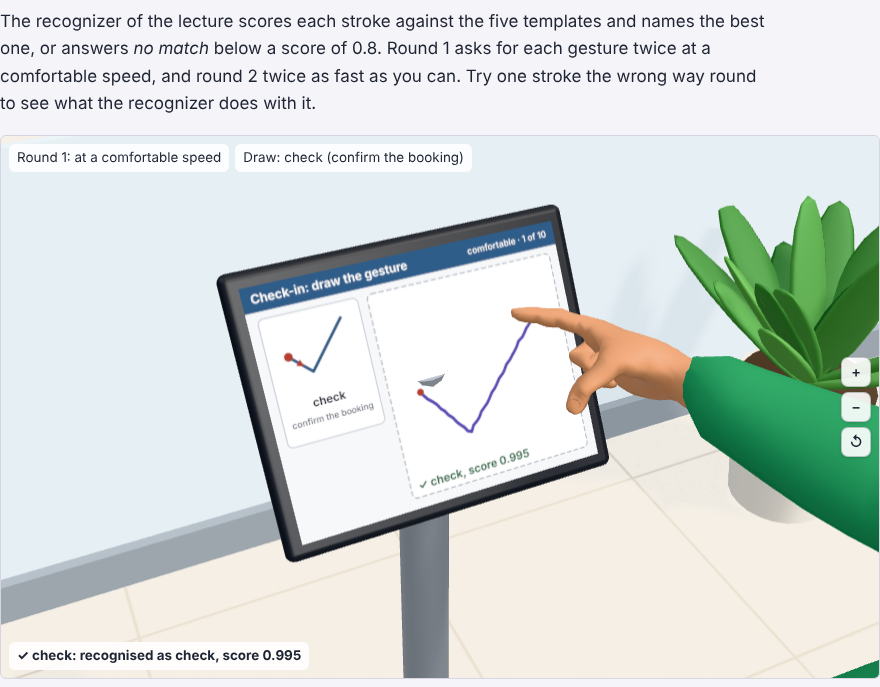 The recognizer of the lecture scores each stroke against the five templates and names the best
one, or answers no match below a score of 0.8. Round 1 asks for each gesture twice at a
comfortable speed, and round 2 twice as fast as you can. Try one stroke the wrong way round
to see what the recognizer does with it.
Round 1: at a comfortable speed
Draw: check (confirm the booking)
Check-in: draw the gesture
comfortable · 1 of 10
check
confirm the booking
✓ check, score 0.995
+
−
✓ check: recognised as check, score 0.995